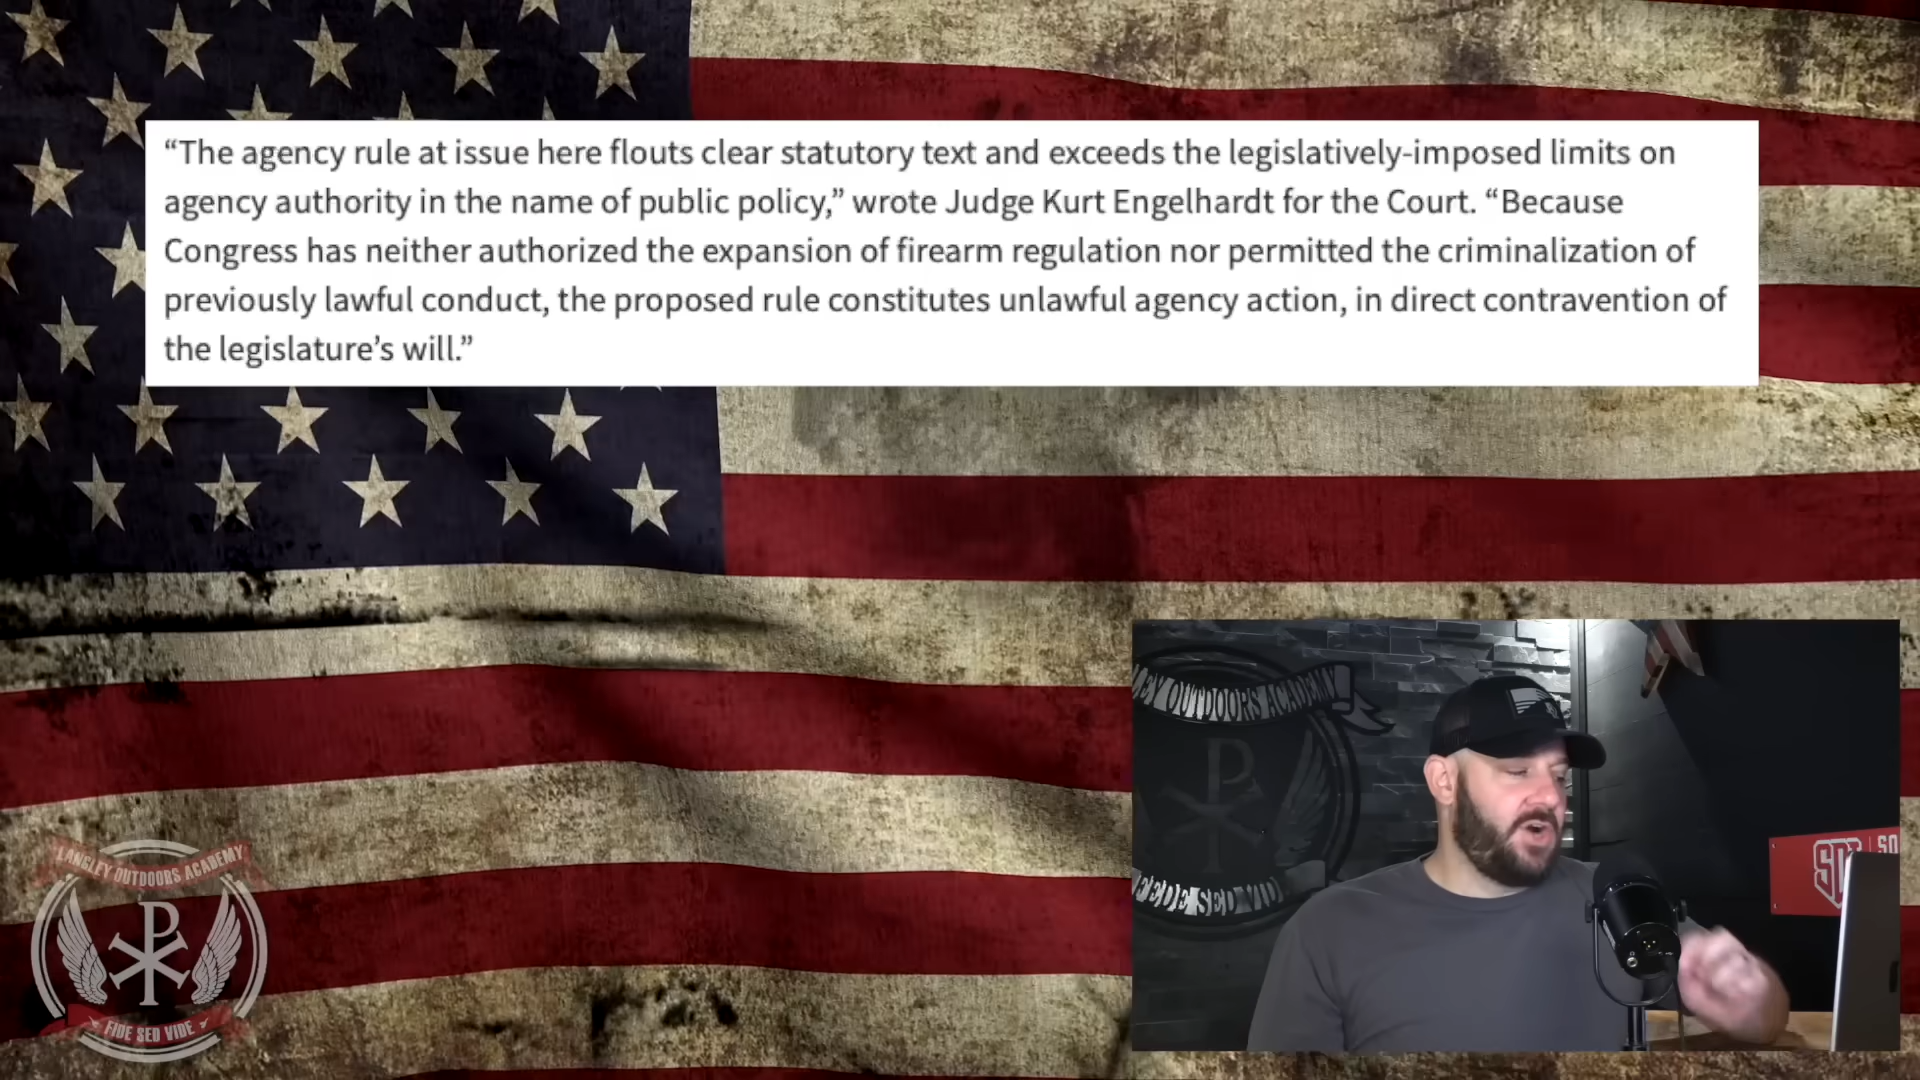 “The agency rule at issue here flouts clear statutory text and exceeds the legislatively-imposed limits on
agency authority in the name of public policy,” wrote Judge Kurt Engelhardt for the Court. “Because
Congress has neither authorized the expansion of firearm regulation nor permitted the criminalization of
previously lawful conduct, the proposed rule constitutes unlawful agency action, in direct contravention of
the legislature’s will.”
LEY OUTDOORS ACADEMY
SED VID
SO
LANGLEY OUTDOORS ACADEMY
FIDE SED VIDE